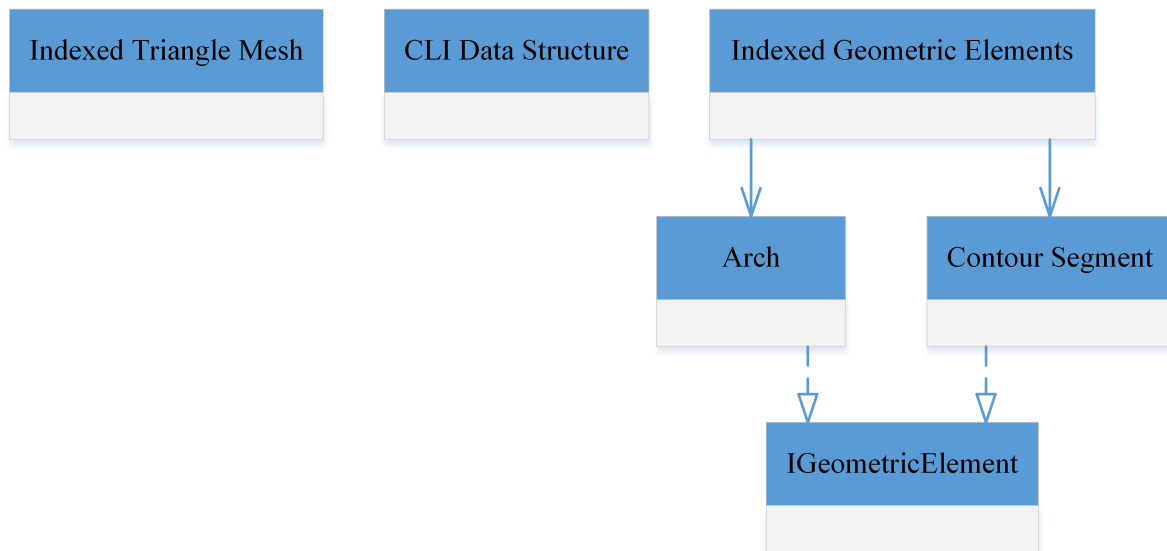 Indexed Triangle Mesh
CLI Data Structure
Indexed Geometric Elements
Arch
Contour Segment
IGeometricElement